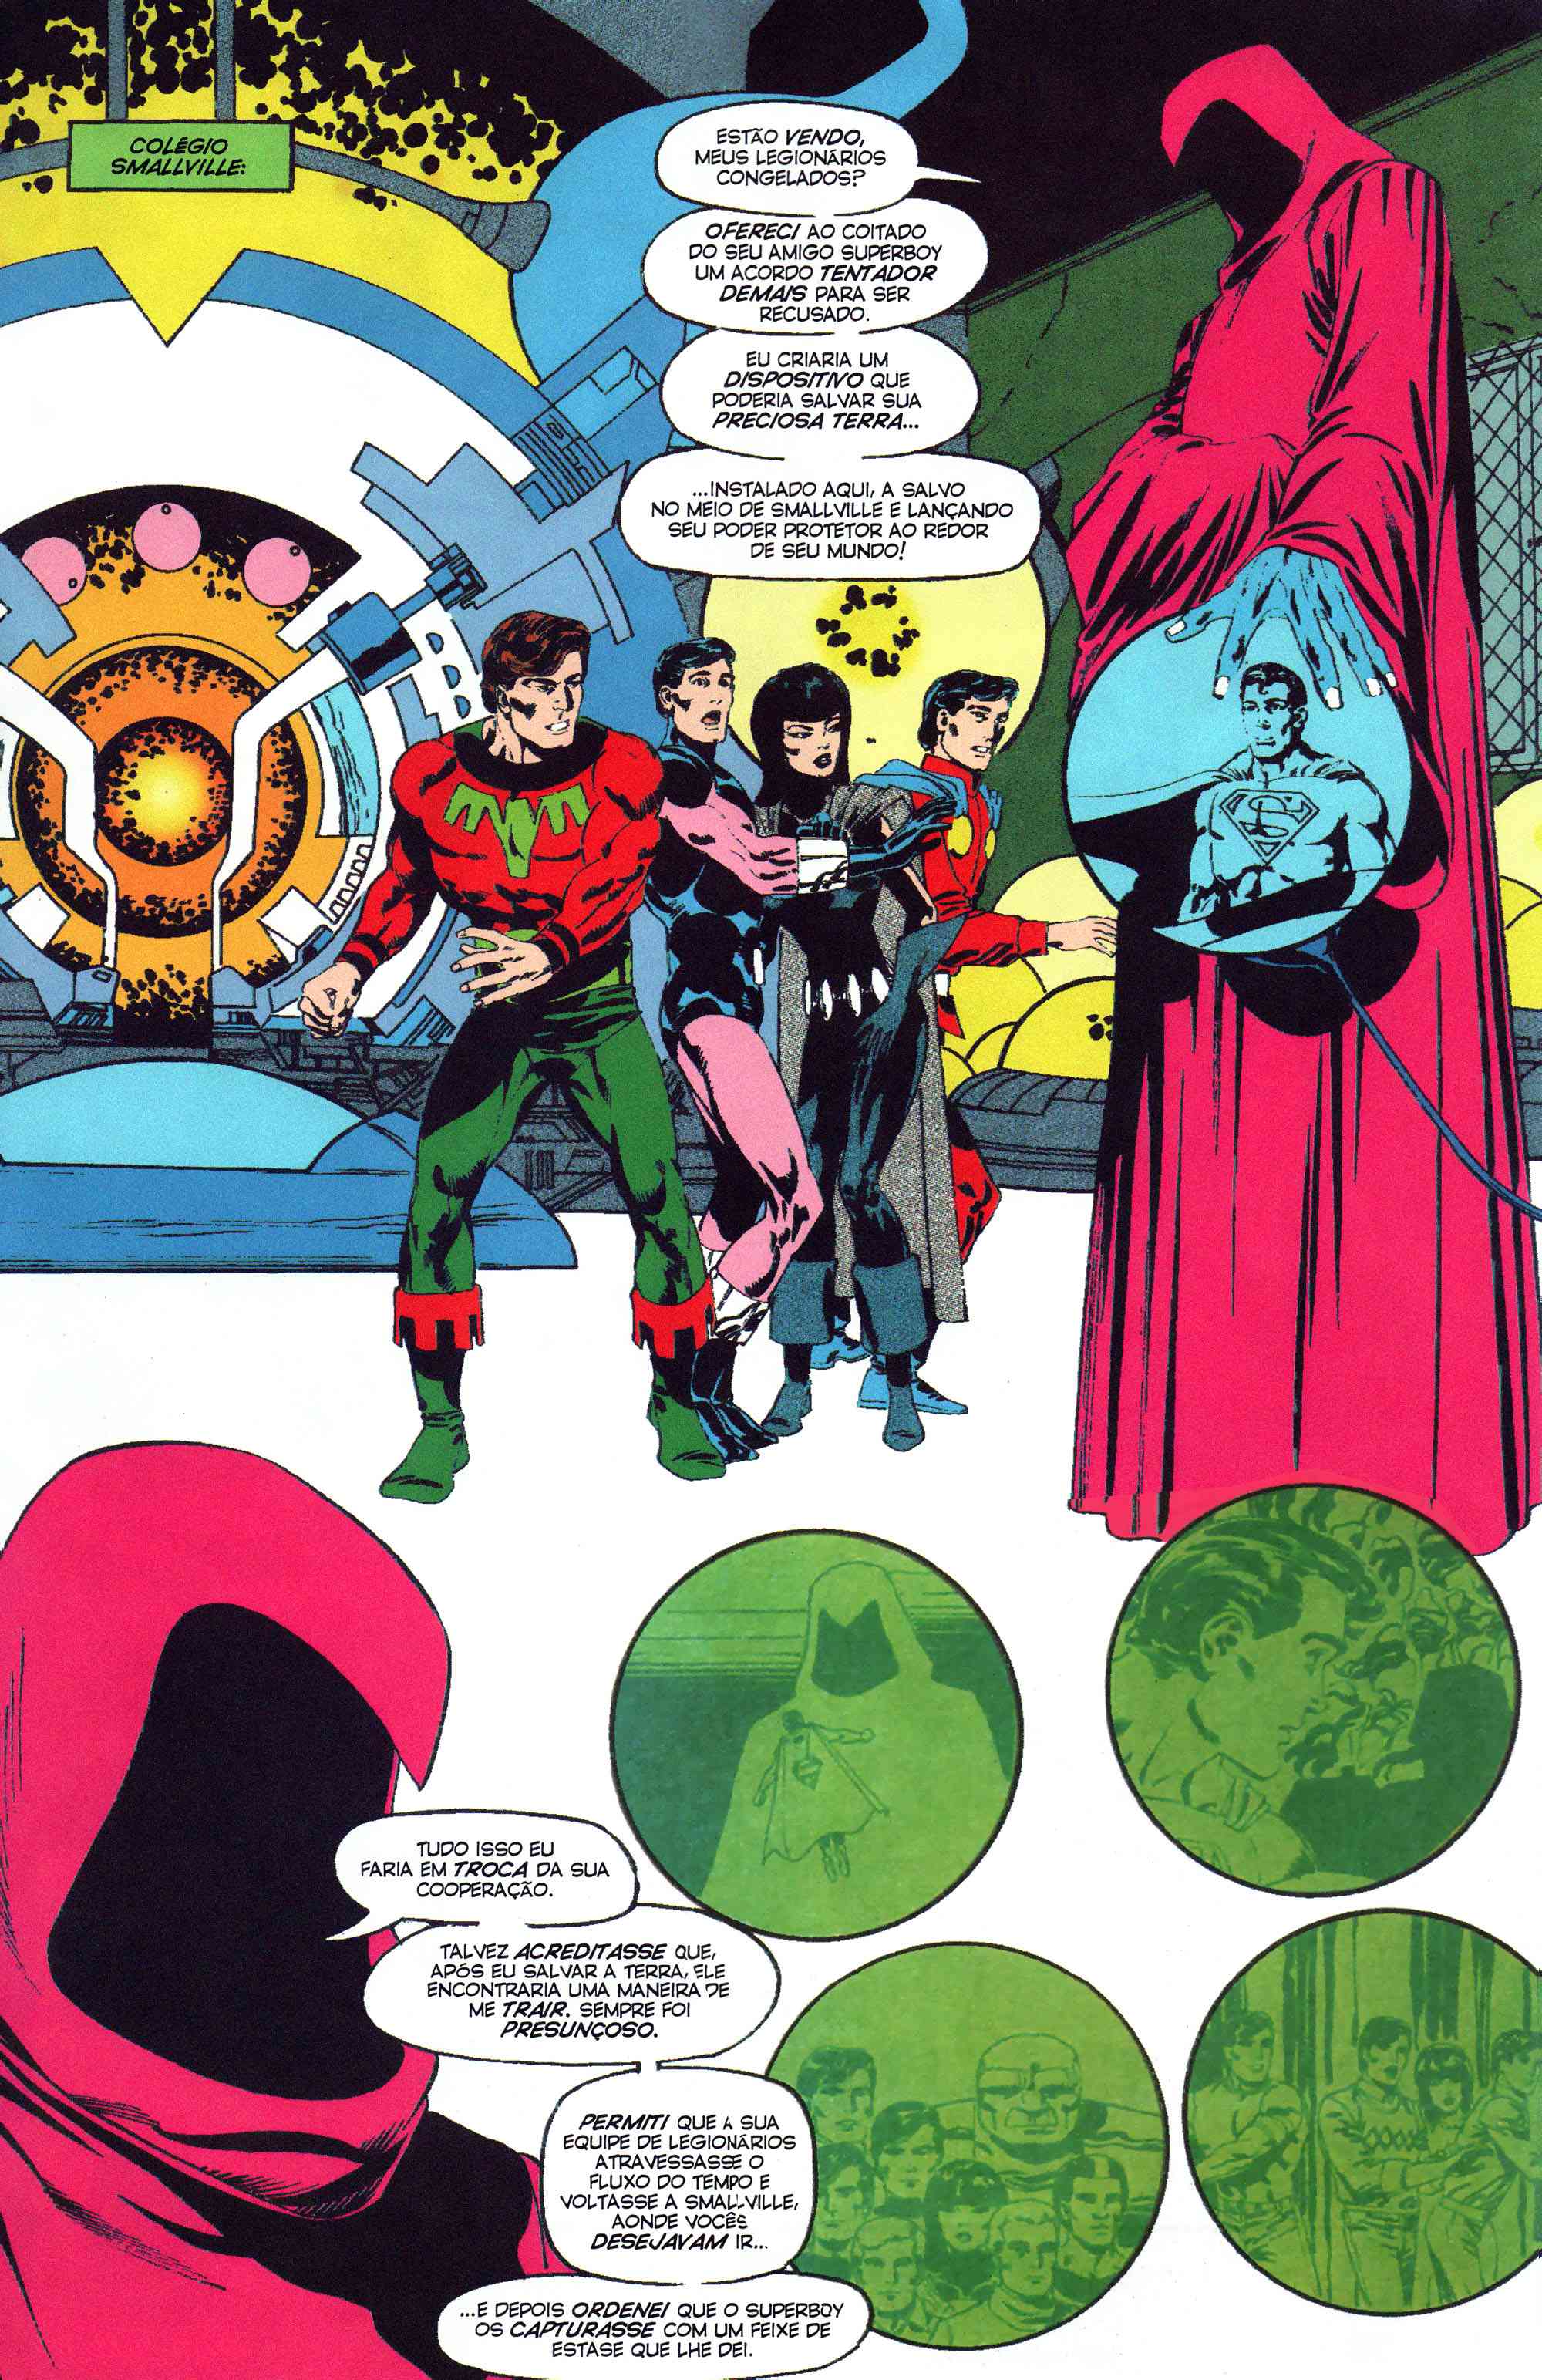 COLÉGIO
SMALLVILLE:
ESTÃO VENDO,
MEUS LEGIONÁRIOS
CONGELADOS?
OFERECI AO COITADO
DO SEU AMIGO SUPERBOY
UM ACORDO TENTADOR
DEMAIS PARA SER
RECUSADO.
EU CRIARIA UM
DISPOSITIVO QUE
PODERIA SALVAR SUA
PRECIOSA TERRA...
...INSTALADO AQUI, A SALVO
NO MEIO DE SMALLVILLE E LANÇANDO
SEU PODER PROTETOR AO REDOR
DE SEU MUNDO!
S
TUDO ISSO EU
FARIA EM TROCA DA SUA
COOPERAÇÃO.
TALVEZ ACREDITASSE QUE,
APÓS EU SALVAR A TERRA, ELE
ENCONTRARIA UMA MANEIRA DE
ME TRAIR. SEMPRE FOI
PRESUNÇOSO.
PERMITI QUE A SUA
EQUIPE DE LEGIONÁRIOS
ATRAVESSASSE O
FLUXO DO TEMPO E
VOLTASSE A SMALLVILLE,
AONDE VOCÊS
DESEJAVAM IR...
...E DEPOIS ORDENEI QUE O SUPERBOY
OS CAPTURASSE COM UM FEIXE DE
ESTASE QUE LHE DEI.